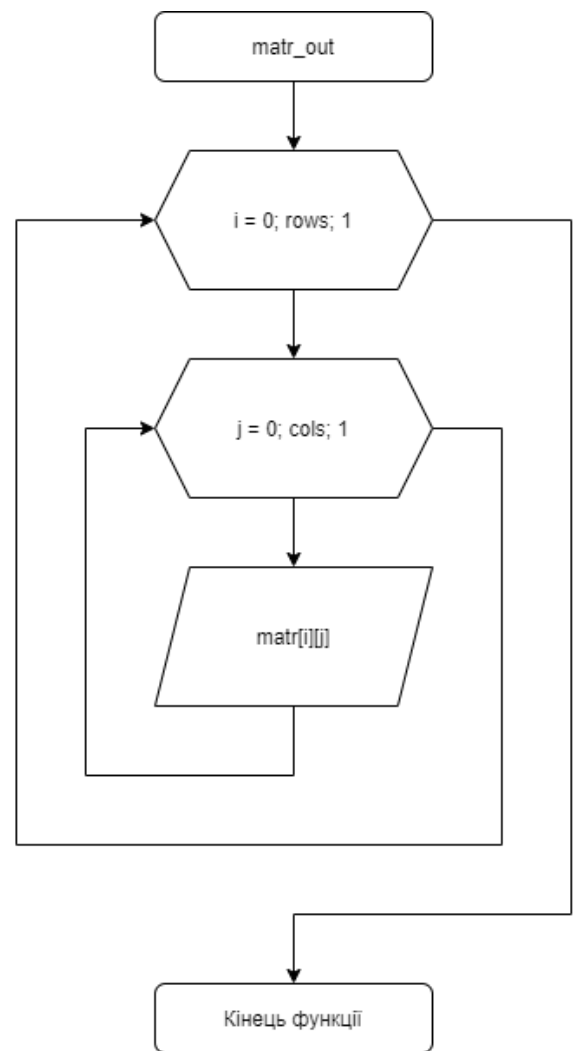 matr_out
i = 0; rows; 1
j = 0; cols; 1
matr[i][j]
Кінець функції